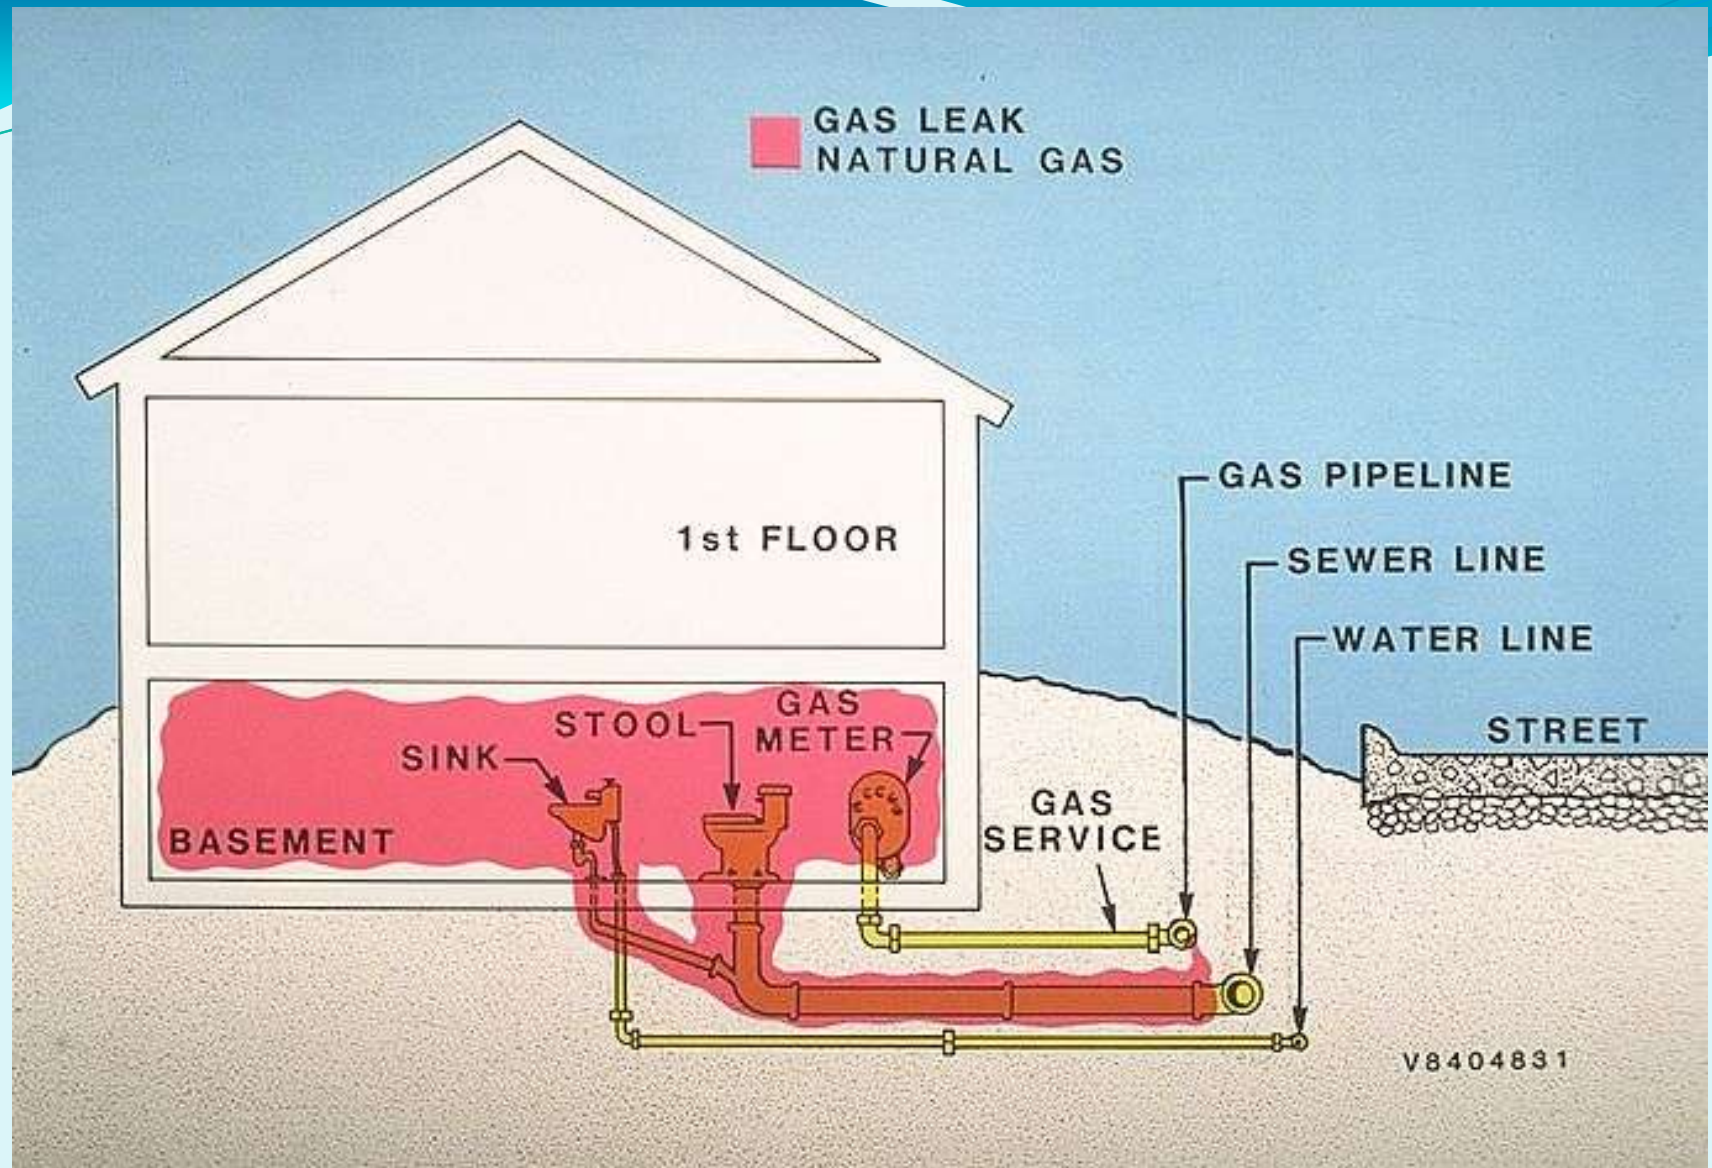 GAS LEAK
NATURAL GAS
1st FLOOR
GAS PIPELINE
SEWER LINE
WATER LINE
STREET
GAS
METER
STOOL
SINK
BASEMENT
GAS
SERVICE
V8404831